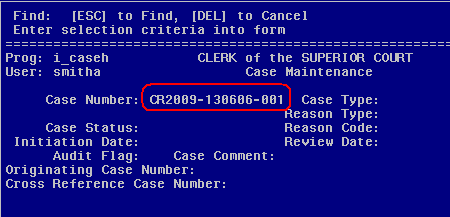 Find: [ESC] to Find, [DEL] to Cancel
Enter selection criteria into form
Prog: i_caseh CLERK of the SUPERIOR COURT
User: smitha Case Maintenance
Case Number: CR2009-130606-001 Case Type:
Reason Type:
Case Status: Reason Code:
Initiation Date: Review Date:
Audit Flag: Case Comment:
Originating Case Number:
Cross Reference Case Number: